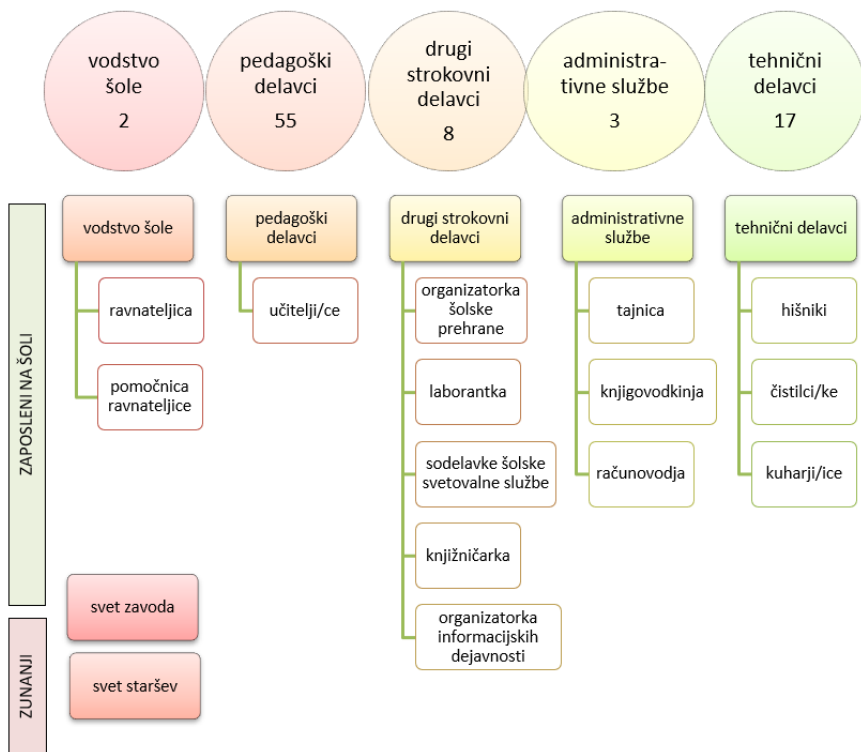 vodstvo
šole
2
pedagoški
delavci
55
drugi
strokovni
delavci
8
administra-
tivne službe
3
tehnični
delavci
17
ZAPOSLENI NA ŠOLI
vodstvo šole
ravnateljica
pomočnica
ravnateljice
pedagoški
delavci
učitelji/ce
drugi strokovni
delavci
organizatorka
šolske
prehrane
laborantka
sodelavke šolske
svetovalne službe
knjižničarka
organizatorka
informacijskih
dejavnosti
administrativne
službe
tajnica
knjigovodkinja
računovodja
tehnični delavci
hišniki
čistilci/ke
kuharji/ice
svet zavoda
ZUNANJI
svet staršev